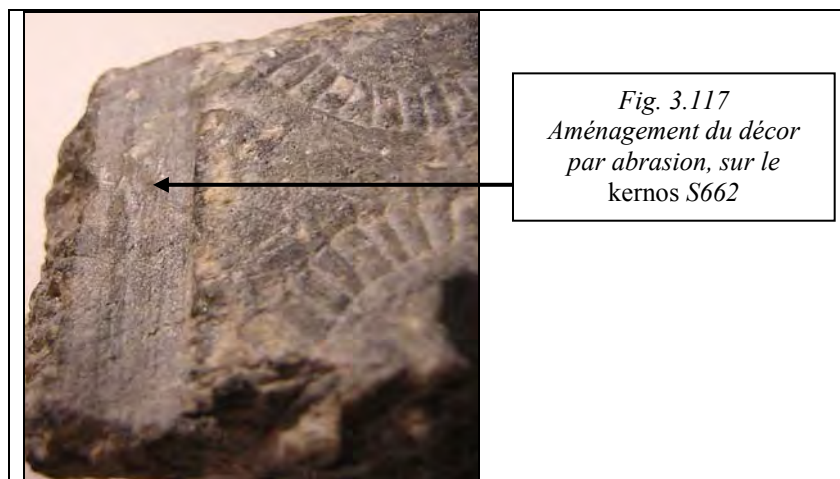 Fig. 3.117
Aménagement du décor
par abrasion, sur le
kernos S662